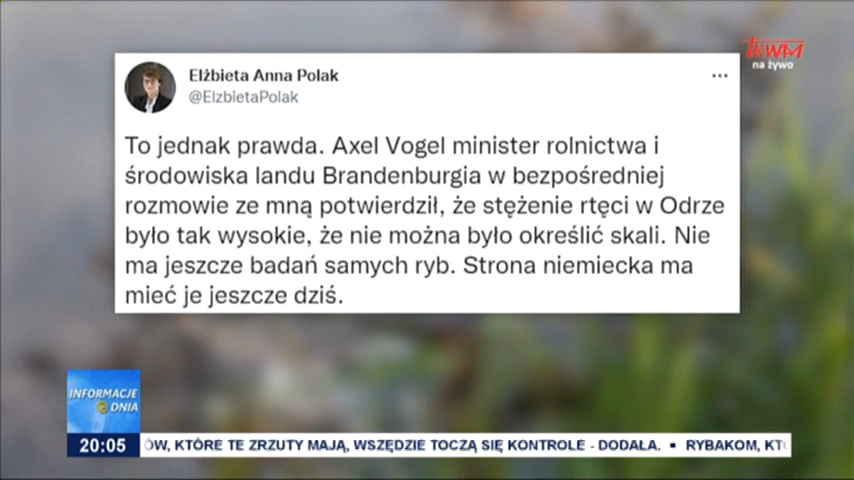 TRWAM
na żywo
Elżbieta Anna Polak
@ElzbietaPolak
To jednak prawda. Axel Vogel minister rolnictwa i
środowiska landu Brandenburgia w bezpośredniej
rozmowie ze mną potwierdził, że stężenie rtęci w Odrze
było tak wysokie, że nie można było określić skali. Nie
ma jeszcze badań samych ryb. Strona niemiecka ma
mieć je jeszcze dziś.
INFORMACJE
DNIA
20:05 ÓW, KTÓRE TE ZRZUTY MAJĄ, WSZĘDZIE TOCZĄ SIĘ KONTROLE - DODAŁA. ▪ RYBAKOM, KTO